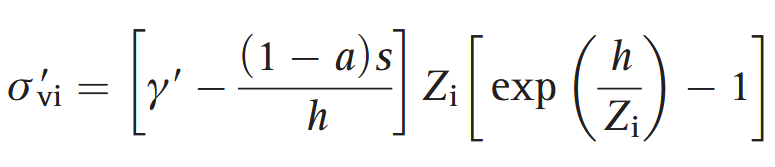 σ′vi = [γ′ − (1 − a)s / h] Zi [exp (h / Zi) − 1]